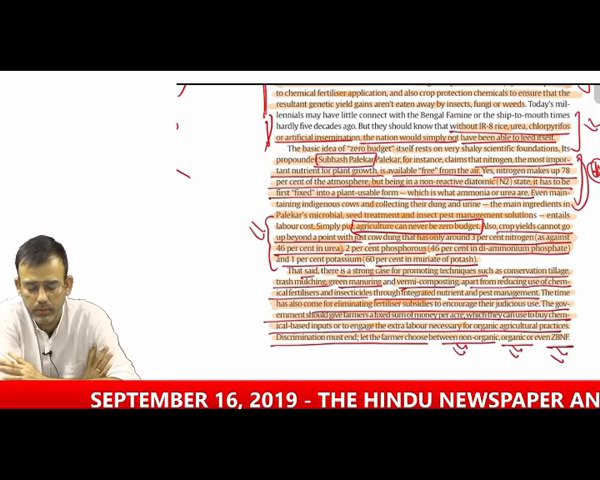 to chemical fertiliser application, and also crop protection chemicals to ensure that the
resultant genetic yield gains aren't eaten away by insects, fungi or weeds. Today's mil-
lennials may have little connect with the Bengal Famine or the ship-to-mouth times
hardly five decades ago. But they should know that without IR-8 rice, urea, chlorpyrifos
or artificial insemination, the nation would simply not have been able to feed itself.
The basic idea of "zero budget" itself rests on very shaky scientific foundations. Its
propounder Subhash Palekar Palekar, for instance, claims that nitrogen, the most impor-
tant nutrient for plant growth, is available "free" from the air. Yes, nitrogen makes up 78
per cent of the atmosphere, but being in a non-reactive diatomic (N2) state, it has to be
first "fixed" into a plant-usable form — which is what ammonia or urea are. Even main-
taining indigenous cows and collecting their dung and urine — the main ingredients in
Palekar's microbial, seed treatment and insect pest management solutions — entails
labour cost. Simply put, agriculture can never be zero budget. Also, crop yields cannot go
up beyond a point with just cow dung that has only around 3 per cent nitrogen (as against
46 per cent in urea), 2 per cent phosphorous (46 per cent in di-ammonium phosphate)
and 1 per cent potassium (60 per cent in muriate of potash).
That said, there is a strong case for promoting techniques such as conservation tillage,
trash mulching, green manuring and vermi-composting, apart from reducing use of chem-
ical fertilisers and insecticides through integrated nutrient and pest management. The time
has also come for eliminating fertiliser subsidies to encourage their judicious use. The gov-
ernment should give farmers a fixed sum of money per acre, which they can use to buy chem-
ical-based inputs or to engage the extra labour necessary for organic agricultural practices.
Discrimination must end; let the farmer choose between non-organic, organic or even ZBNF.
SEPTEMBER 16, 2019 - THE HINDU NEWSPAPER AN